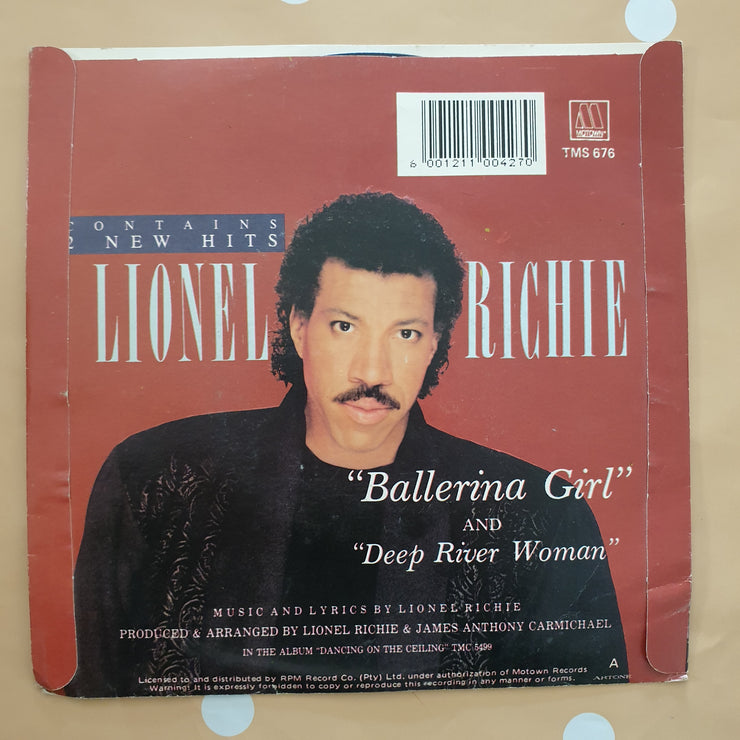 6 001211 004270
MOTOWN
TMS 676
CONTAINS
2 NEW HITS
LIONEL RICHIE
"Ballerina Girl"
AND
"Deep River Woman"
MUSIC AND LYRICS BY LIONEL RICHIE
PRODUCED & ARRANGED BY LIONEL RICHIE & JAMES ANTHONY CARMICHAEL
IN THE ALBUM "DANCING ON THE CEILING" TMC 5499
A
Licensed to and distributed by RPM Record Co. (Pty) Ltd. under authorization of Motown Records
Warning! It is expressly forbidden to copy or reproduce this recording in any manner or forms.
ARTONE